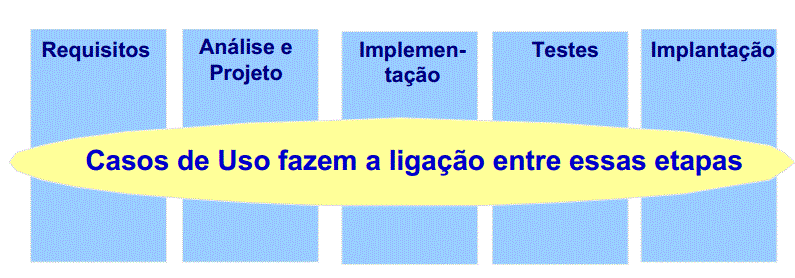 Requisitos
Análise e
Projeto
Implemen-
tação
Testes
Implantação
Casos de Uso fazem a ligação entre essas etapas